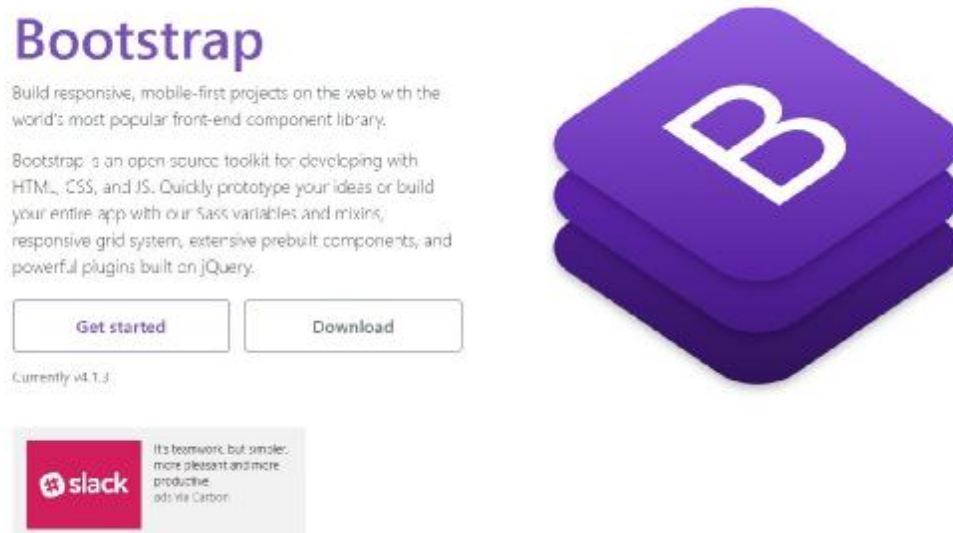 Bootstrap
Build responsive, mobile-first projects on the web with the
world's most popular front-end component library.
Bootstrap is an open source toolkit for developing with
HTML, CSS, and JS. Quickly prototype your ideas or build
your entire app with our Sass variables and mixins,
responsive grid system, extensive prebuilt components, and
powerful plugins built on jQuery.
Get started
Download
Currently v4.1.3
B
slack
It's teamwork, but simpler,
more pleasant and more
productive.
ads via Carbon